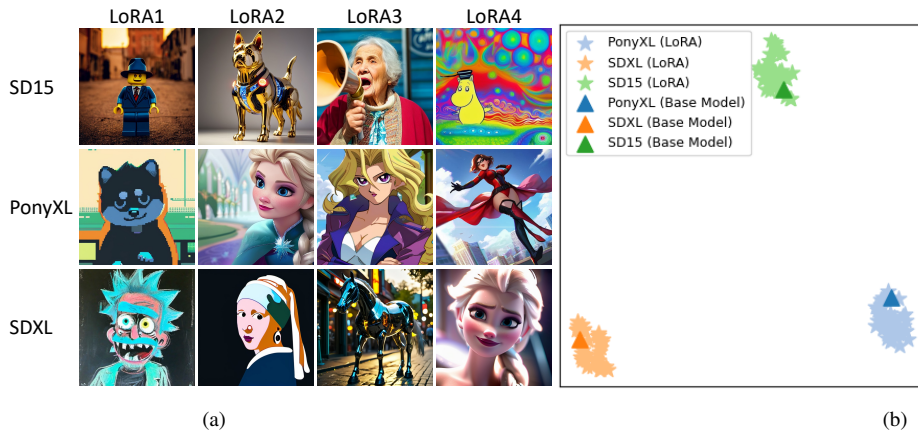 LoRA1 LoRA2 LoRA3 LoRA4
SD15
PonyXL
SDXL
(a)
PonyXL (LoRA)
SDXL (LoRA)
SD15 (LoRA)
PonyXL (Base Model)
SDXL (Base Model)
SD15 (Base Model)
(b)